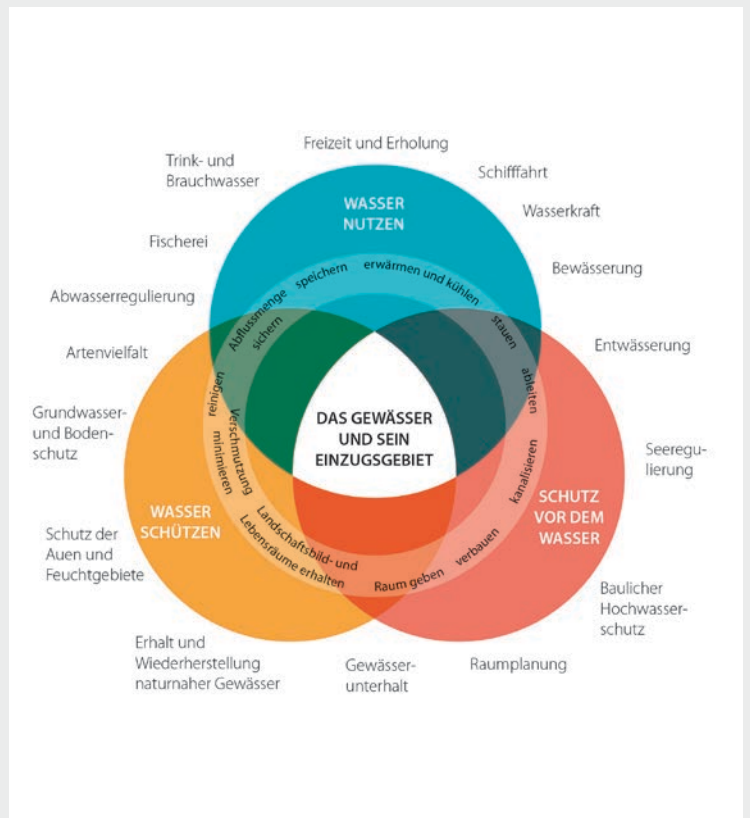 Freizeit und Erholung
Trink- und
Brauchwasser
Schifffahrt
WASSER
NUTZEN
Wasserkraft
Fischerei
Bewässerung
Abwasserregulierung
Artenvielfalt
Entwässerung
Abflussmenge
sichern
speichern
erwärmen und kühlen
stauen
ableiten
kanalisieren
verbauen
Raum geben
Landschaftsbild- und
Lebensräume erhalten
Verschmutzung
minimieren
reinigen
DAS GEWÄSSER
UND SEIN
EINZUGSGEBIET
Grundwasser-
und Boden-
schutz
Seeregu-
lierung
WASSER
SCHÜTZEN
SCHUTZ
VOR DEM
WASSER
Schutz der
Auen und
Feuchtgebiete
Baulicher
Hochwasser-
schutz
Erhalt und
Wiederherstellung
naturnaher Gewässer
Gewässer-
unterhalt
Raumplanung